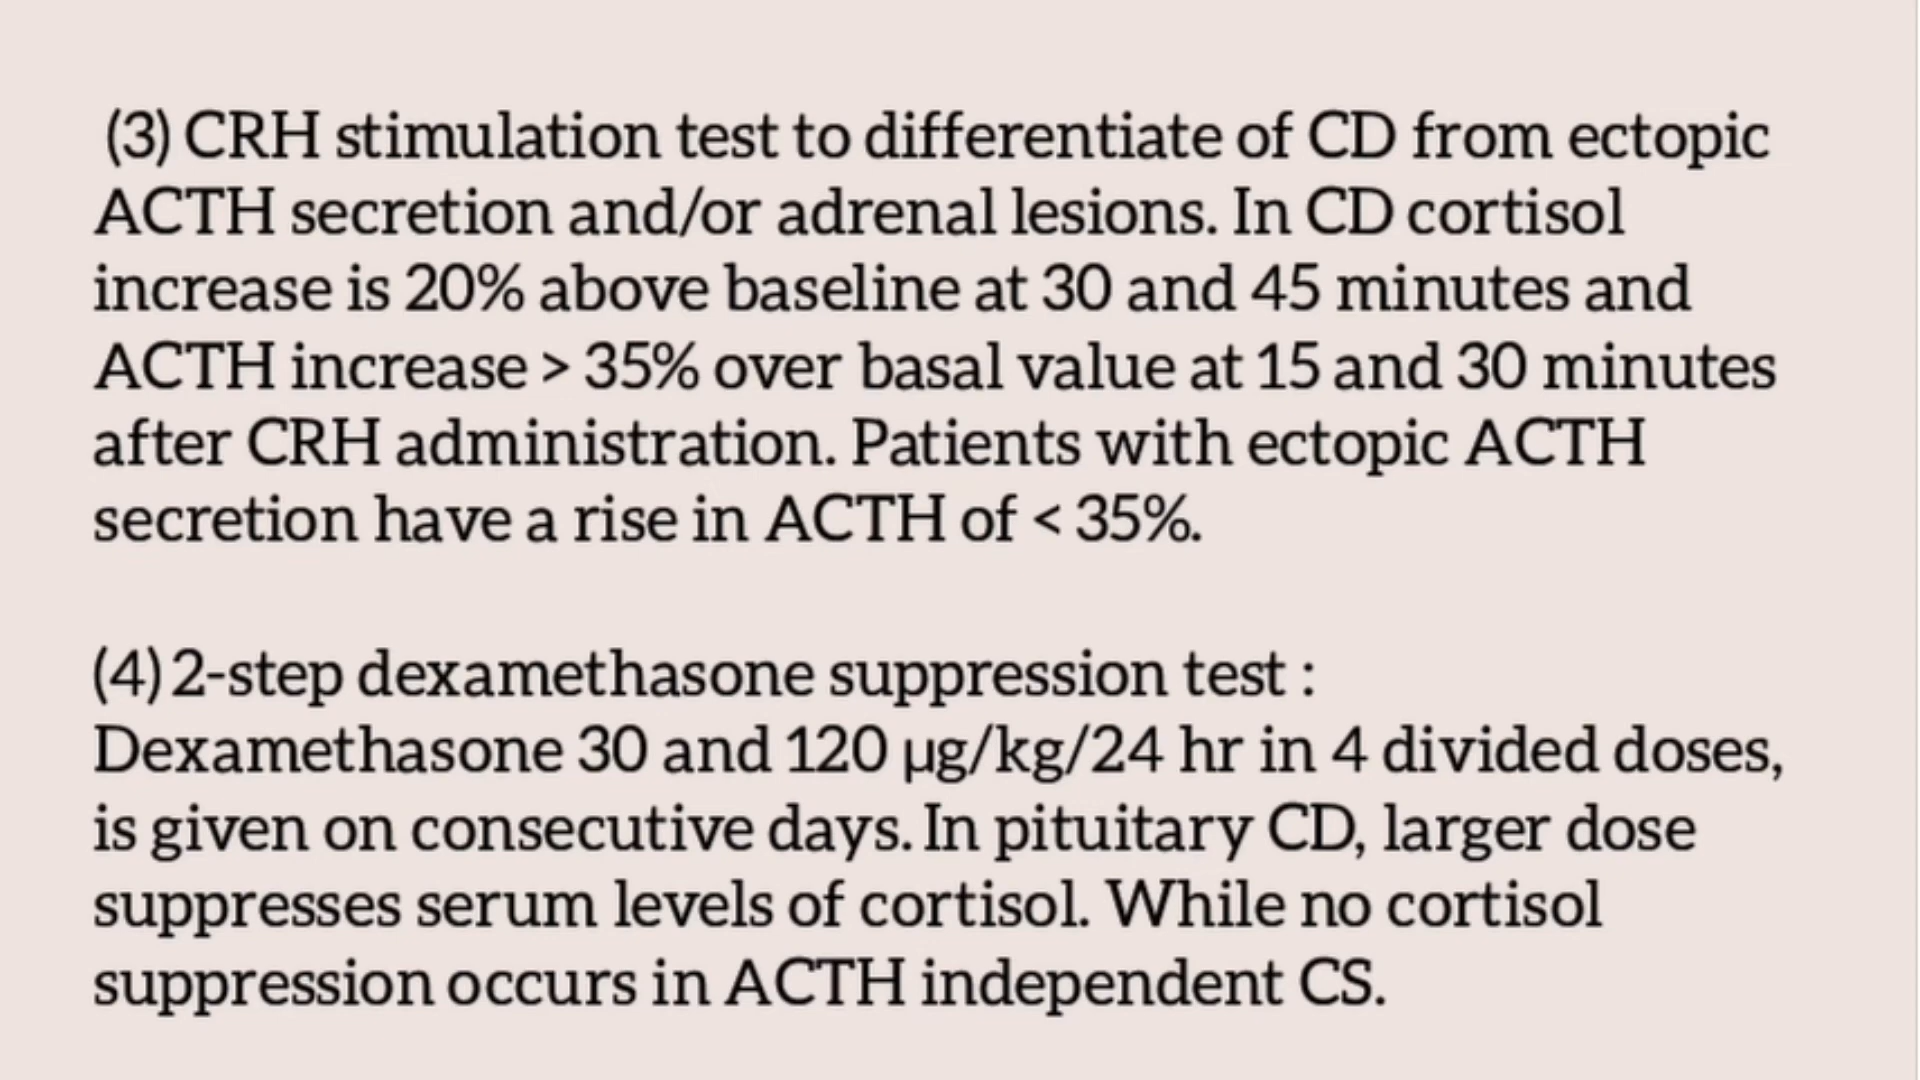 (3) CRH stimulation test to differentiate of CD from ectopic
ACTH secretion and/or adrenal lesions. In CD cortisol
increase is 20% above baseline at 30 and 45 minutes and
ACTH increase > 35% over basal value at 15 and 30 minutes
after CRH administration. Patients with ectopic ACTH
secretion have a rise in ACTH of < 35%.
(4) 2-step dexamethasone suppression test :
Dexamethasone 30 and 120 µg/kg/24 hr in 4 divided doses,
is given on consecutive days. In pituitary CD, larger dose
suppresses serum levels of cortisol. While no cortisol
suppression occurs in ACTH independent CS.